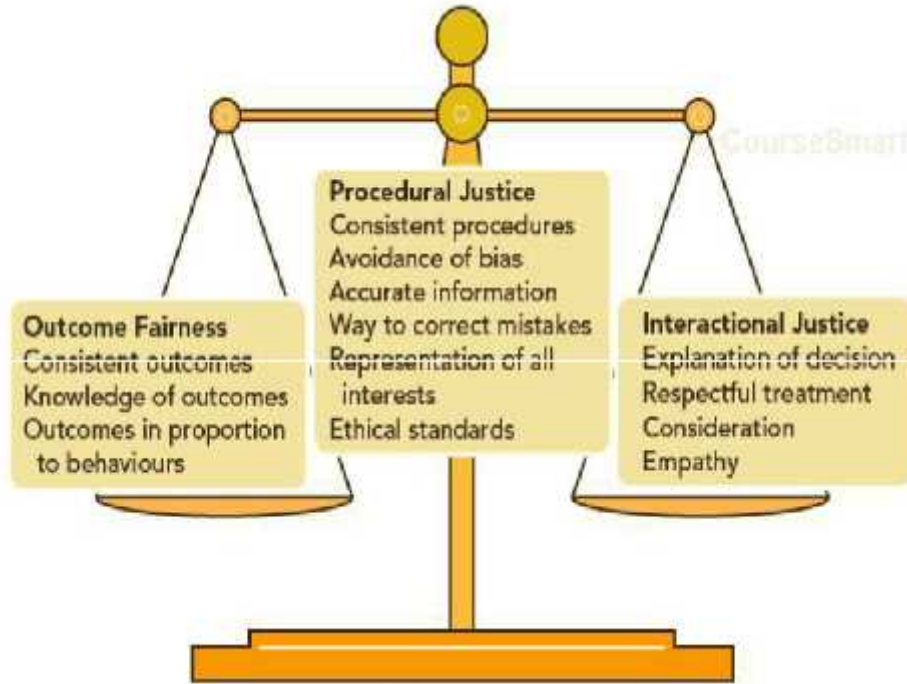 CourseSmart
Procedural Justice
Consistent procedures
Avoidance of bias
Accurate information
Way to correct mistakes
Representation of all
interests
Ethical standards
Outcome Fairness
Consistent outcomes
Knowledge of outcomes
Outcomes in proportion
to behaviours
Interactional Justice
Explanation of decision
Respectful treatment
Consideration
Empathy